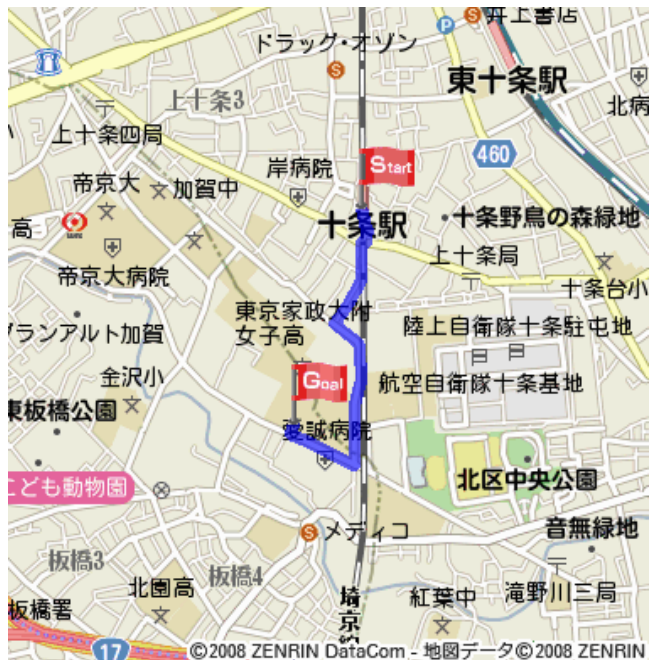 井上書店
ドラッグ・オゾン
東十条駅
上十条3
北病
上十条四局
岸病院
Start
460
帝京大
加賀中
高
十条駅
十条野鳥の森緑地
上十条局
帝京大病院
十条台小
東京家政大附
女子高
陸上自衛隊十条駐屯地
グランアルト加賀
金沢小
Goal
航空自衛隊十条基地
東板橋公園
愛誠病院
北区中央公園
こども動物園
メディコ
音無緑地
板橋3
板橋4
北園高
埼京線
滝野川三局
板橋署
紅葉中
17
©2008 ZENRIN DataCom - 地図データ©2008 ZENRIN